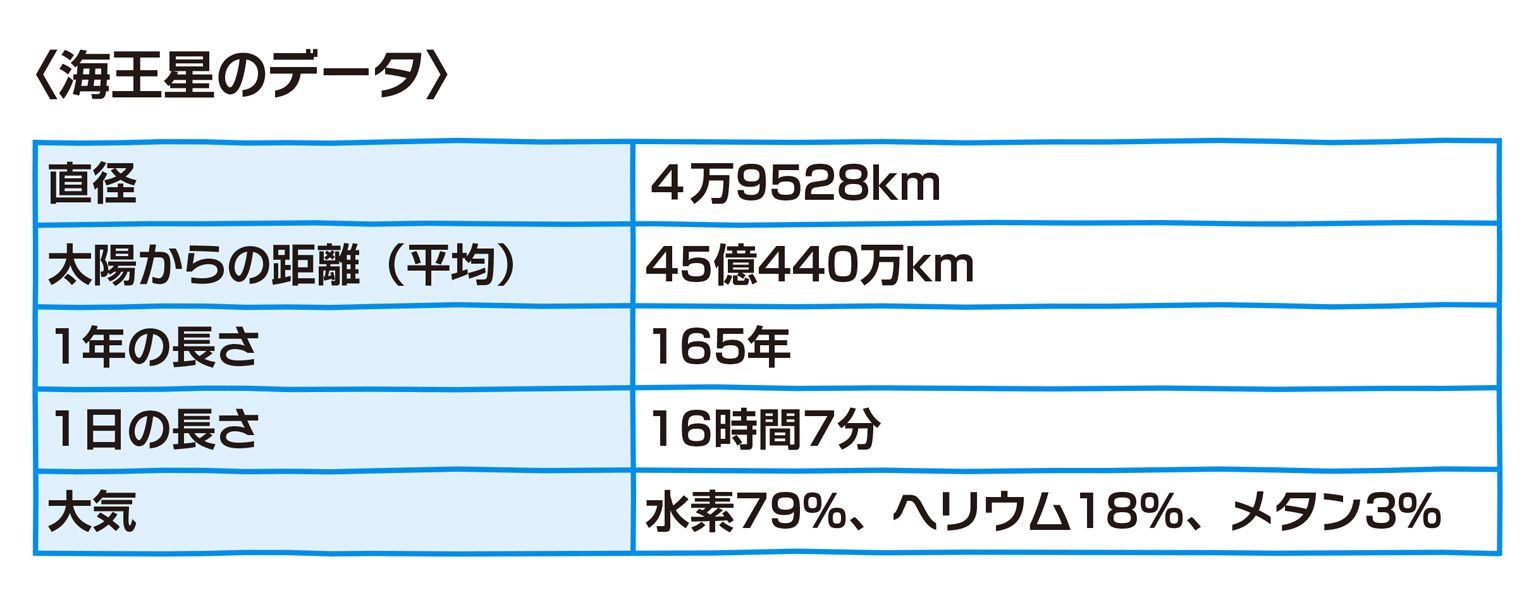 〈海王星のデータ〉
直径 4万9528km
太陽からの距離（平均） 45億440万km
1年の長さ 165年
1日の長さ 16時間7分
大気 水素79%、ヘリウム18%、メタン3%